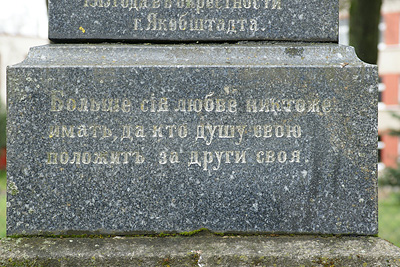 г. Якобштадта.
Больше сія любве никтоже
имать, да кто душу свою
положитъ за други своя.